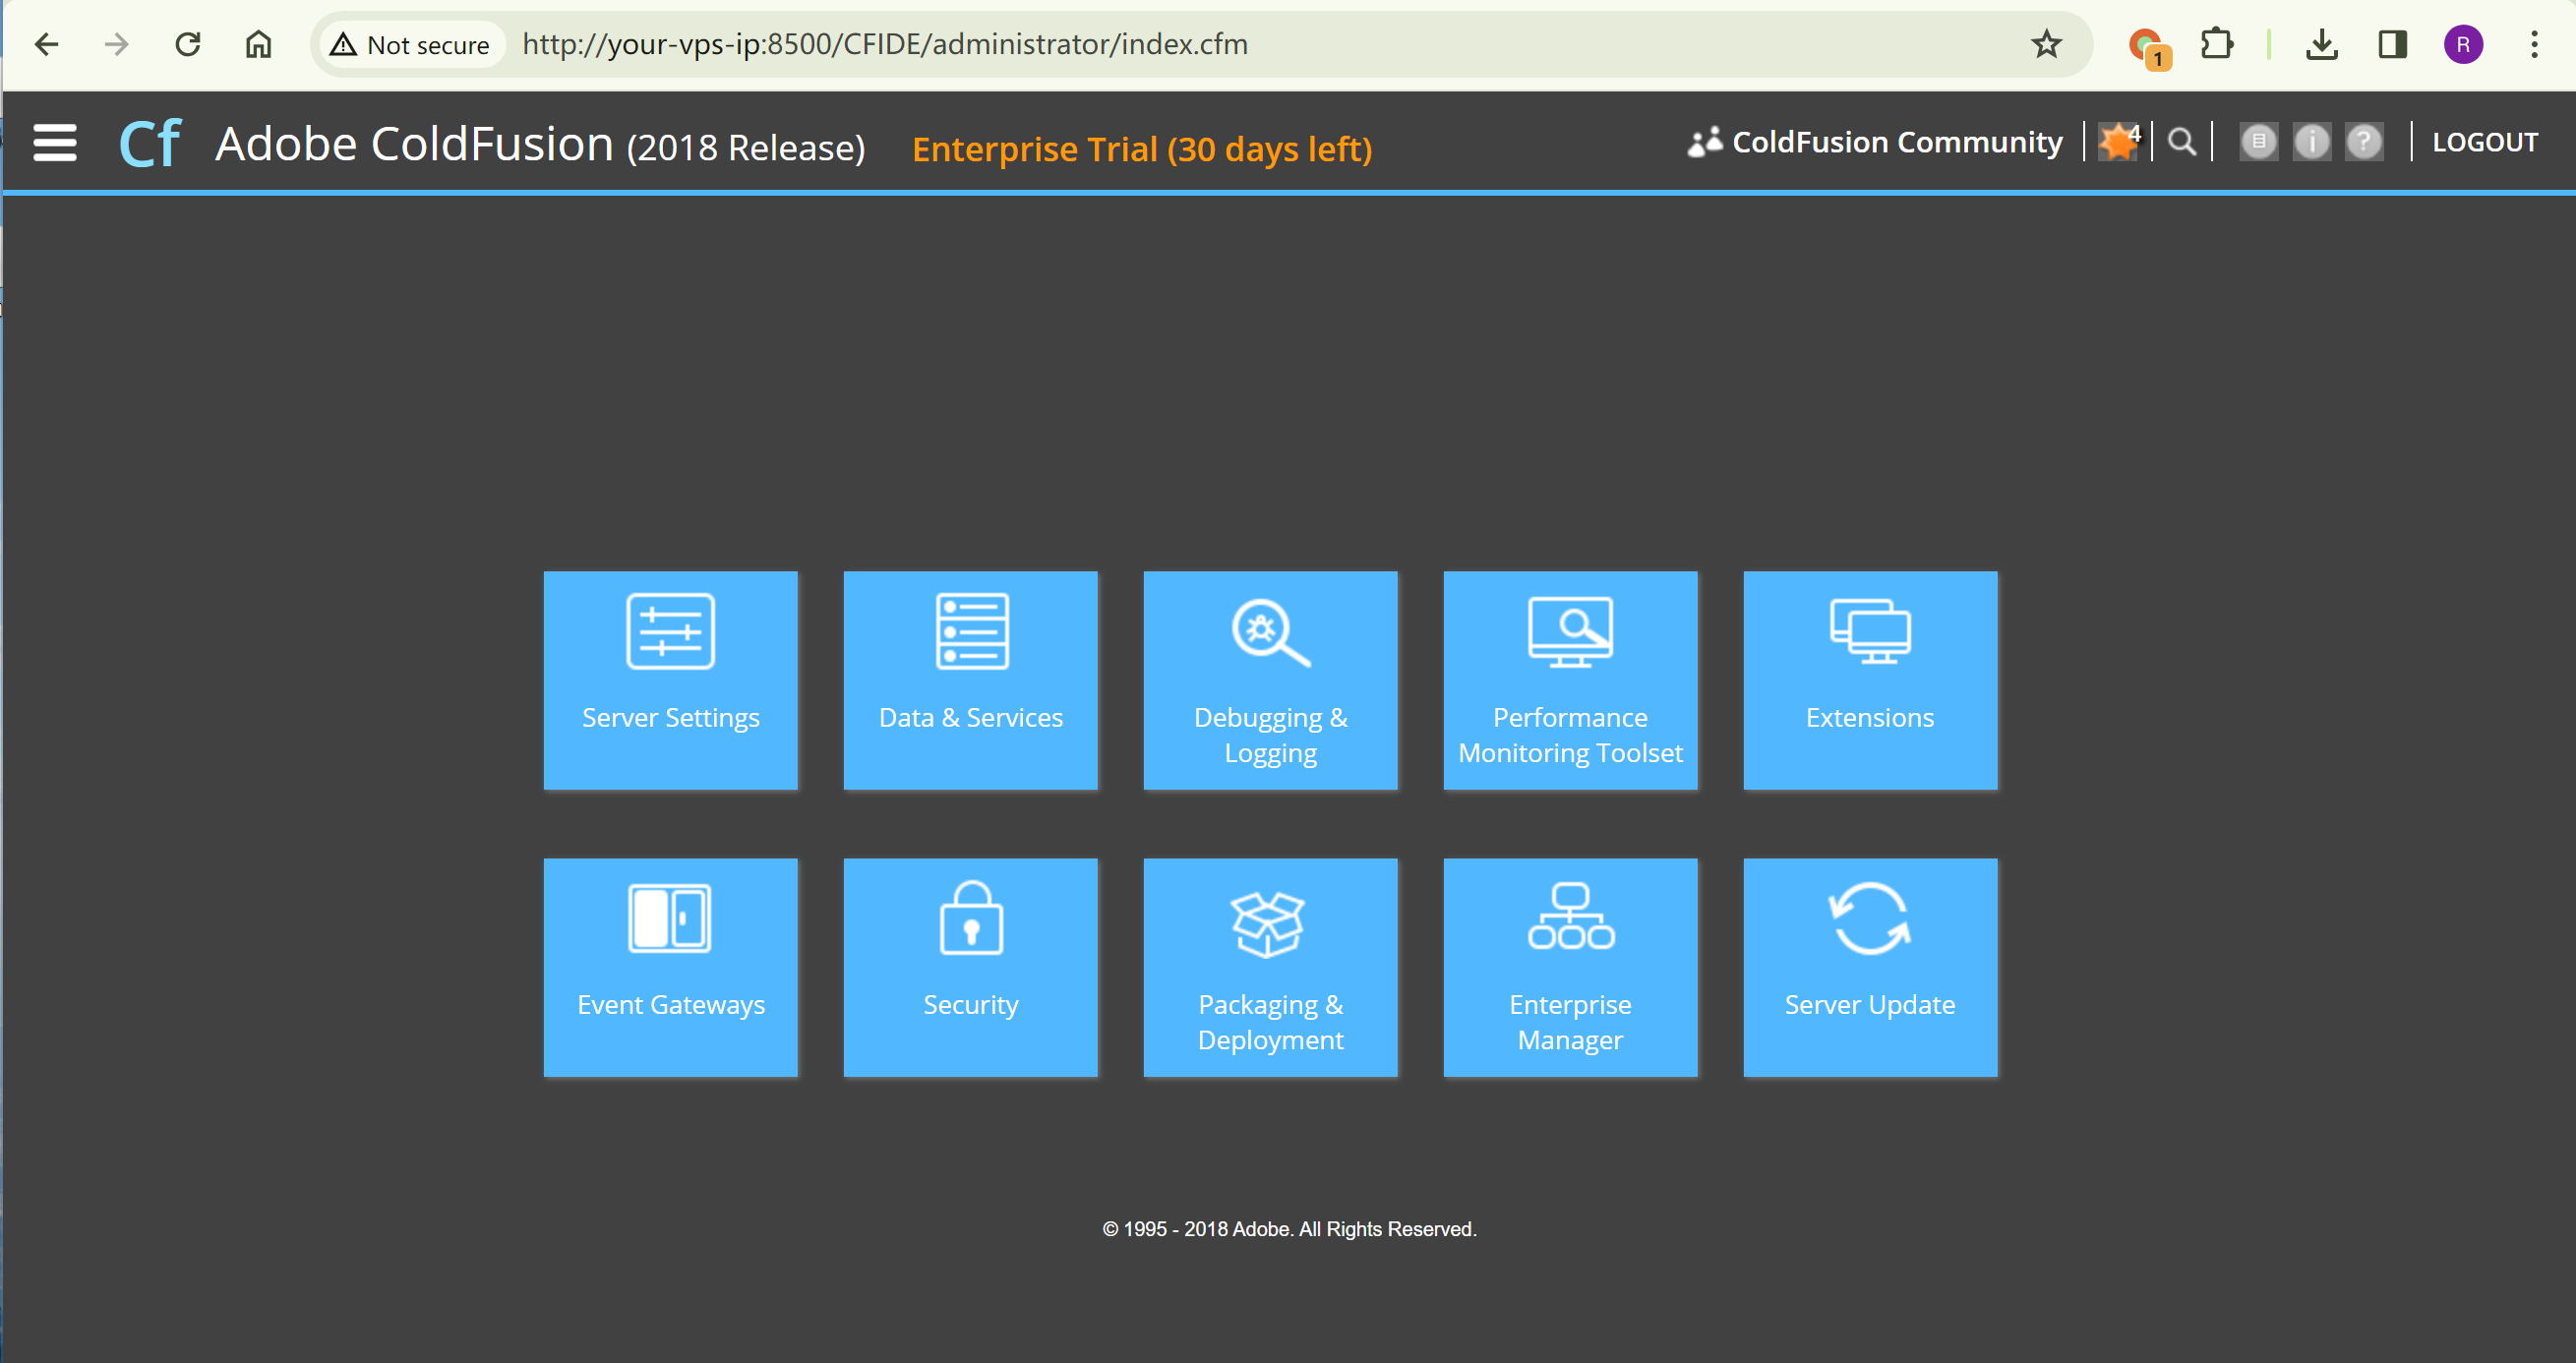 Not secure http://your-vps-ip:8500/CFIDE/administrator/index.cfm 1 R
Cf Adobe ColdFusion (2018 Release) Enterprise Trial (30 days left) ColdFusion Community 4 i ? LOGOUT
Server Settings
Data & Services
Debugging &
Logging
Performance
Monitoring Toolset
Extensions
Event Gateways
Security
Packaging &
Deployment
Enterprise
Manager
Server Update
© 1995 - 2018 Adobe. All Rights Reserved.